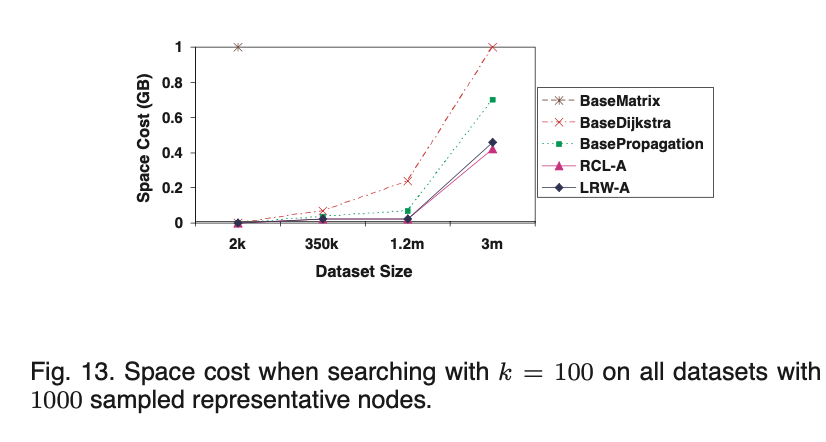 1
0.8
0.6
0.4
0.2
0
Space Cost (GB)
2k 350k 1.2m 3m
Dataset Size
BaseMatrix
BaseDijkstra
BasePropagation
RCL-A
LRW-A
Fig. 13. Space cost when searching with k = 100 on all datasets with
1000 sampled representative nodes.